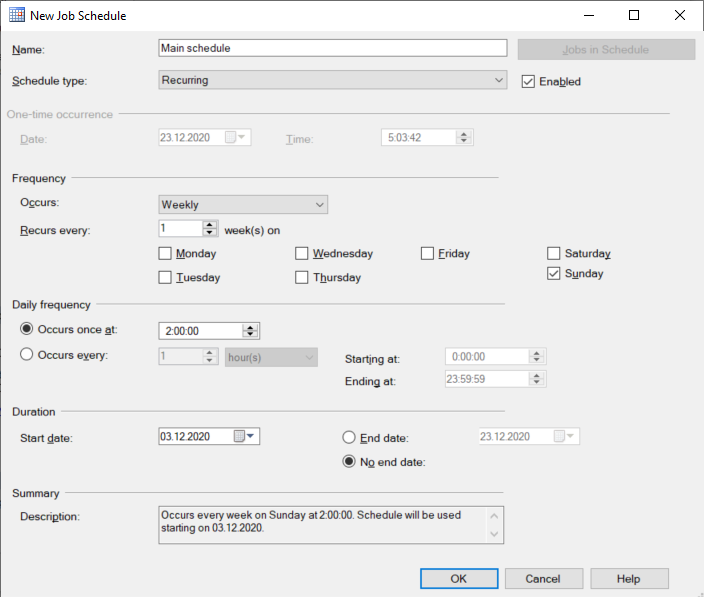 New Job Schedule
Name: Main schedule Jobs in Schedule
Schedule type: Recurring Enabled
One-time occurrence
Date: 23.12.2020 Time: 5:03:42
Frequency
Occurs: Weekly
Recurs every: 1 week(s) on
Monday Wednesday Friday Saturday
Tuesday Thursday Sunday
Daily frequency
Occurs once at: 2:00:00
Occurs every: 1 hour(s) Starting at: 0:00:00
Ending at: 23:59:59
Duration
Start date: 03.12.2020 End date: 23.12.2020
No end date:
Summary
Description: Occurs every week on Sunday at 2:00:00. Schedule will be used
starting on 03.12.2020.
OK Cancel Help